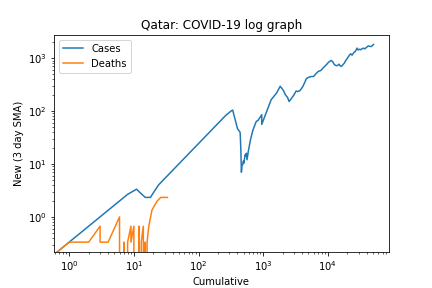 Qatar: COVID-19 log graph
Cases
Deaths
New (3 day SMA)
10³
10²
10¹
10⁰
10⁰ 10¹ 10² 10³ 10⁴
Cumulative